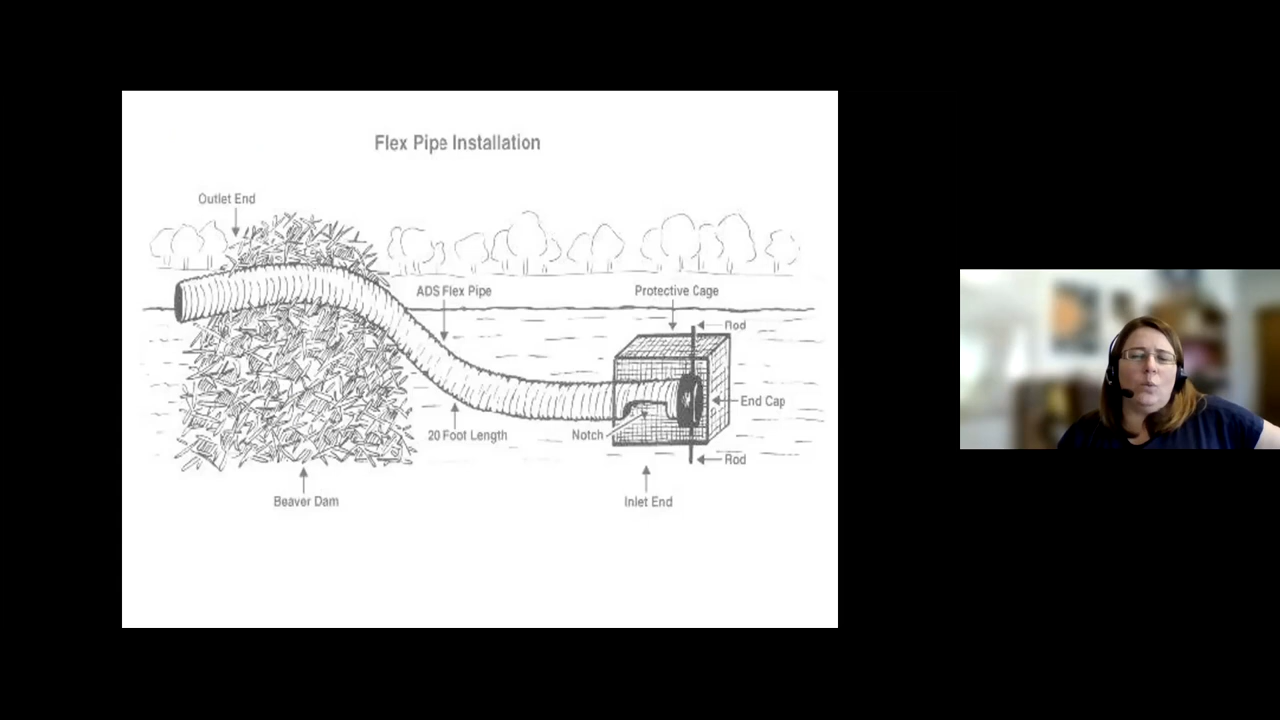 Flex Pipe Installation
Outlet End
ADS Flex Pipe
Protective Cage
Rod
End Cap
20 Foot Length
Notch
Rod
Beaver Dam
Inlet End